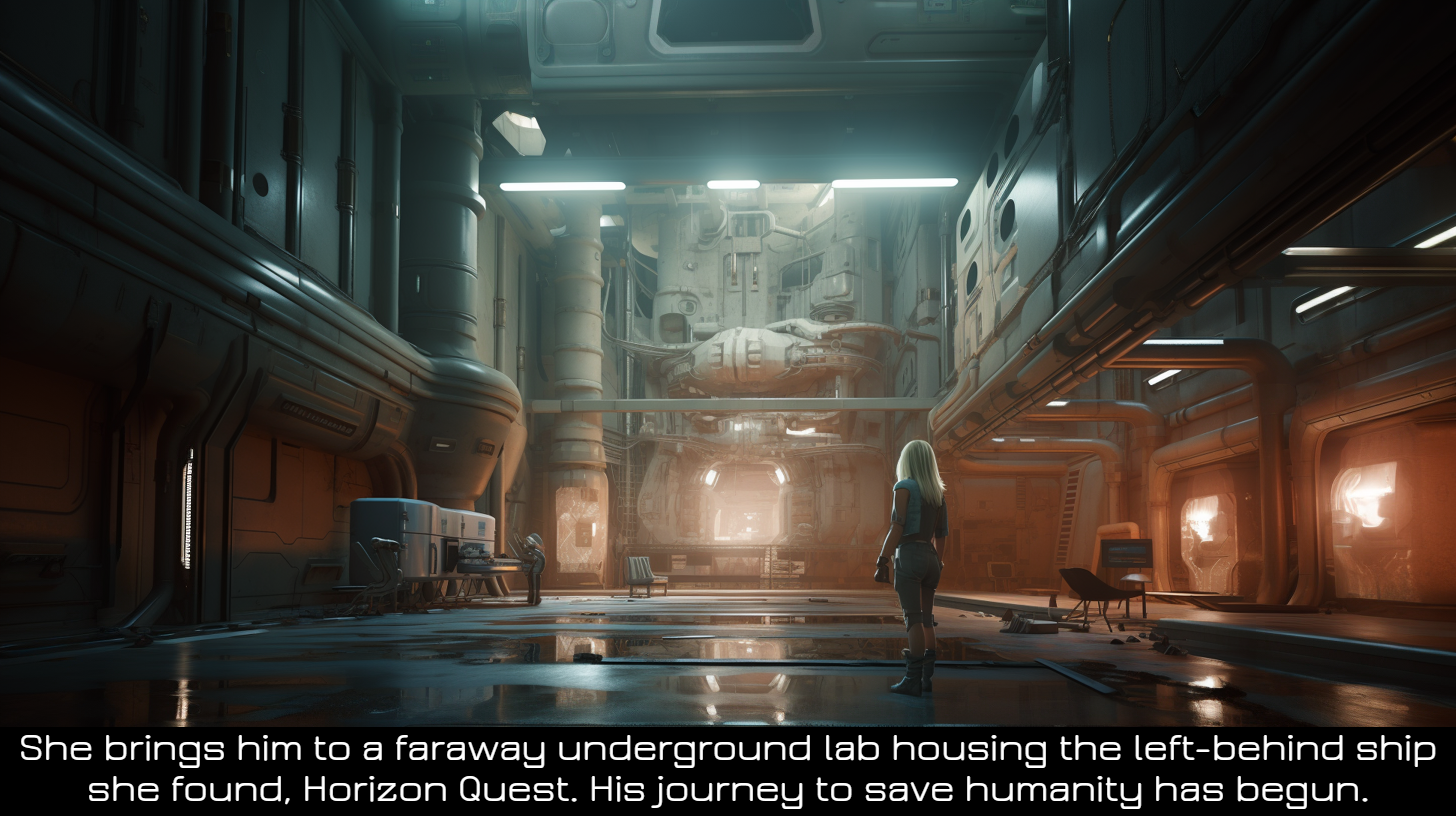 She brings him to a faraway underground lab housing the left-behind ship
she found, Horizon Quest. His journey to save humanity has begun.